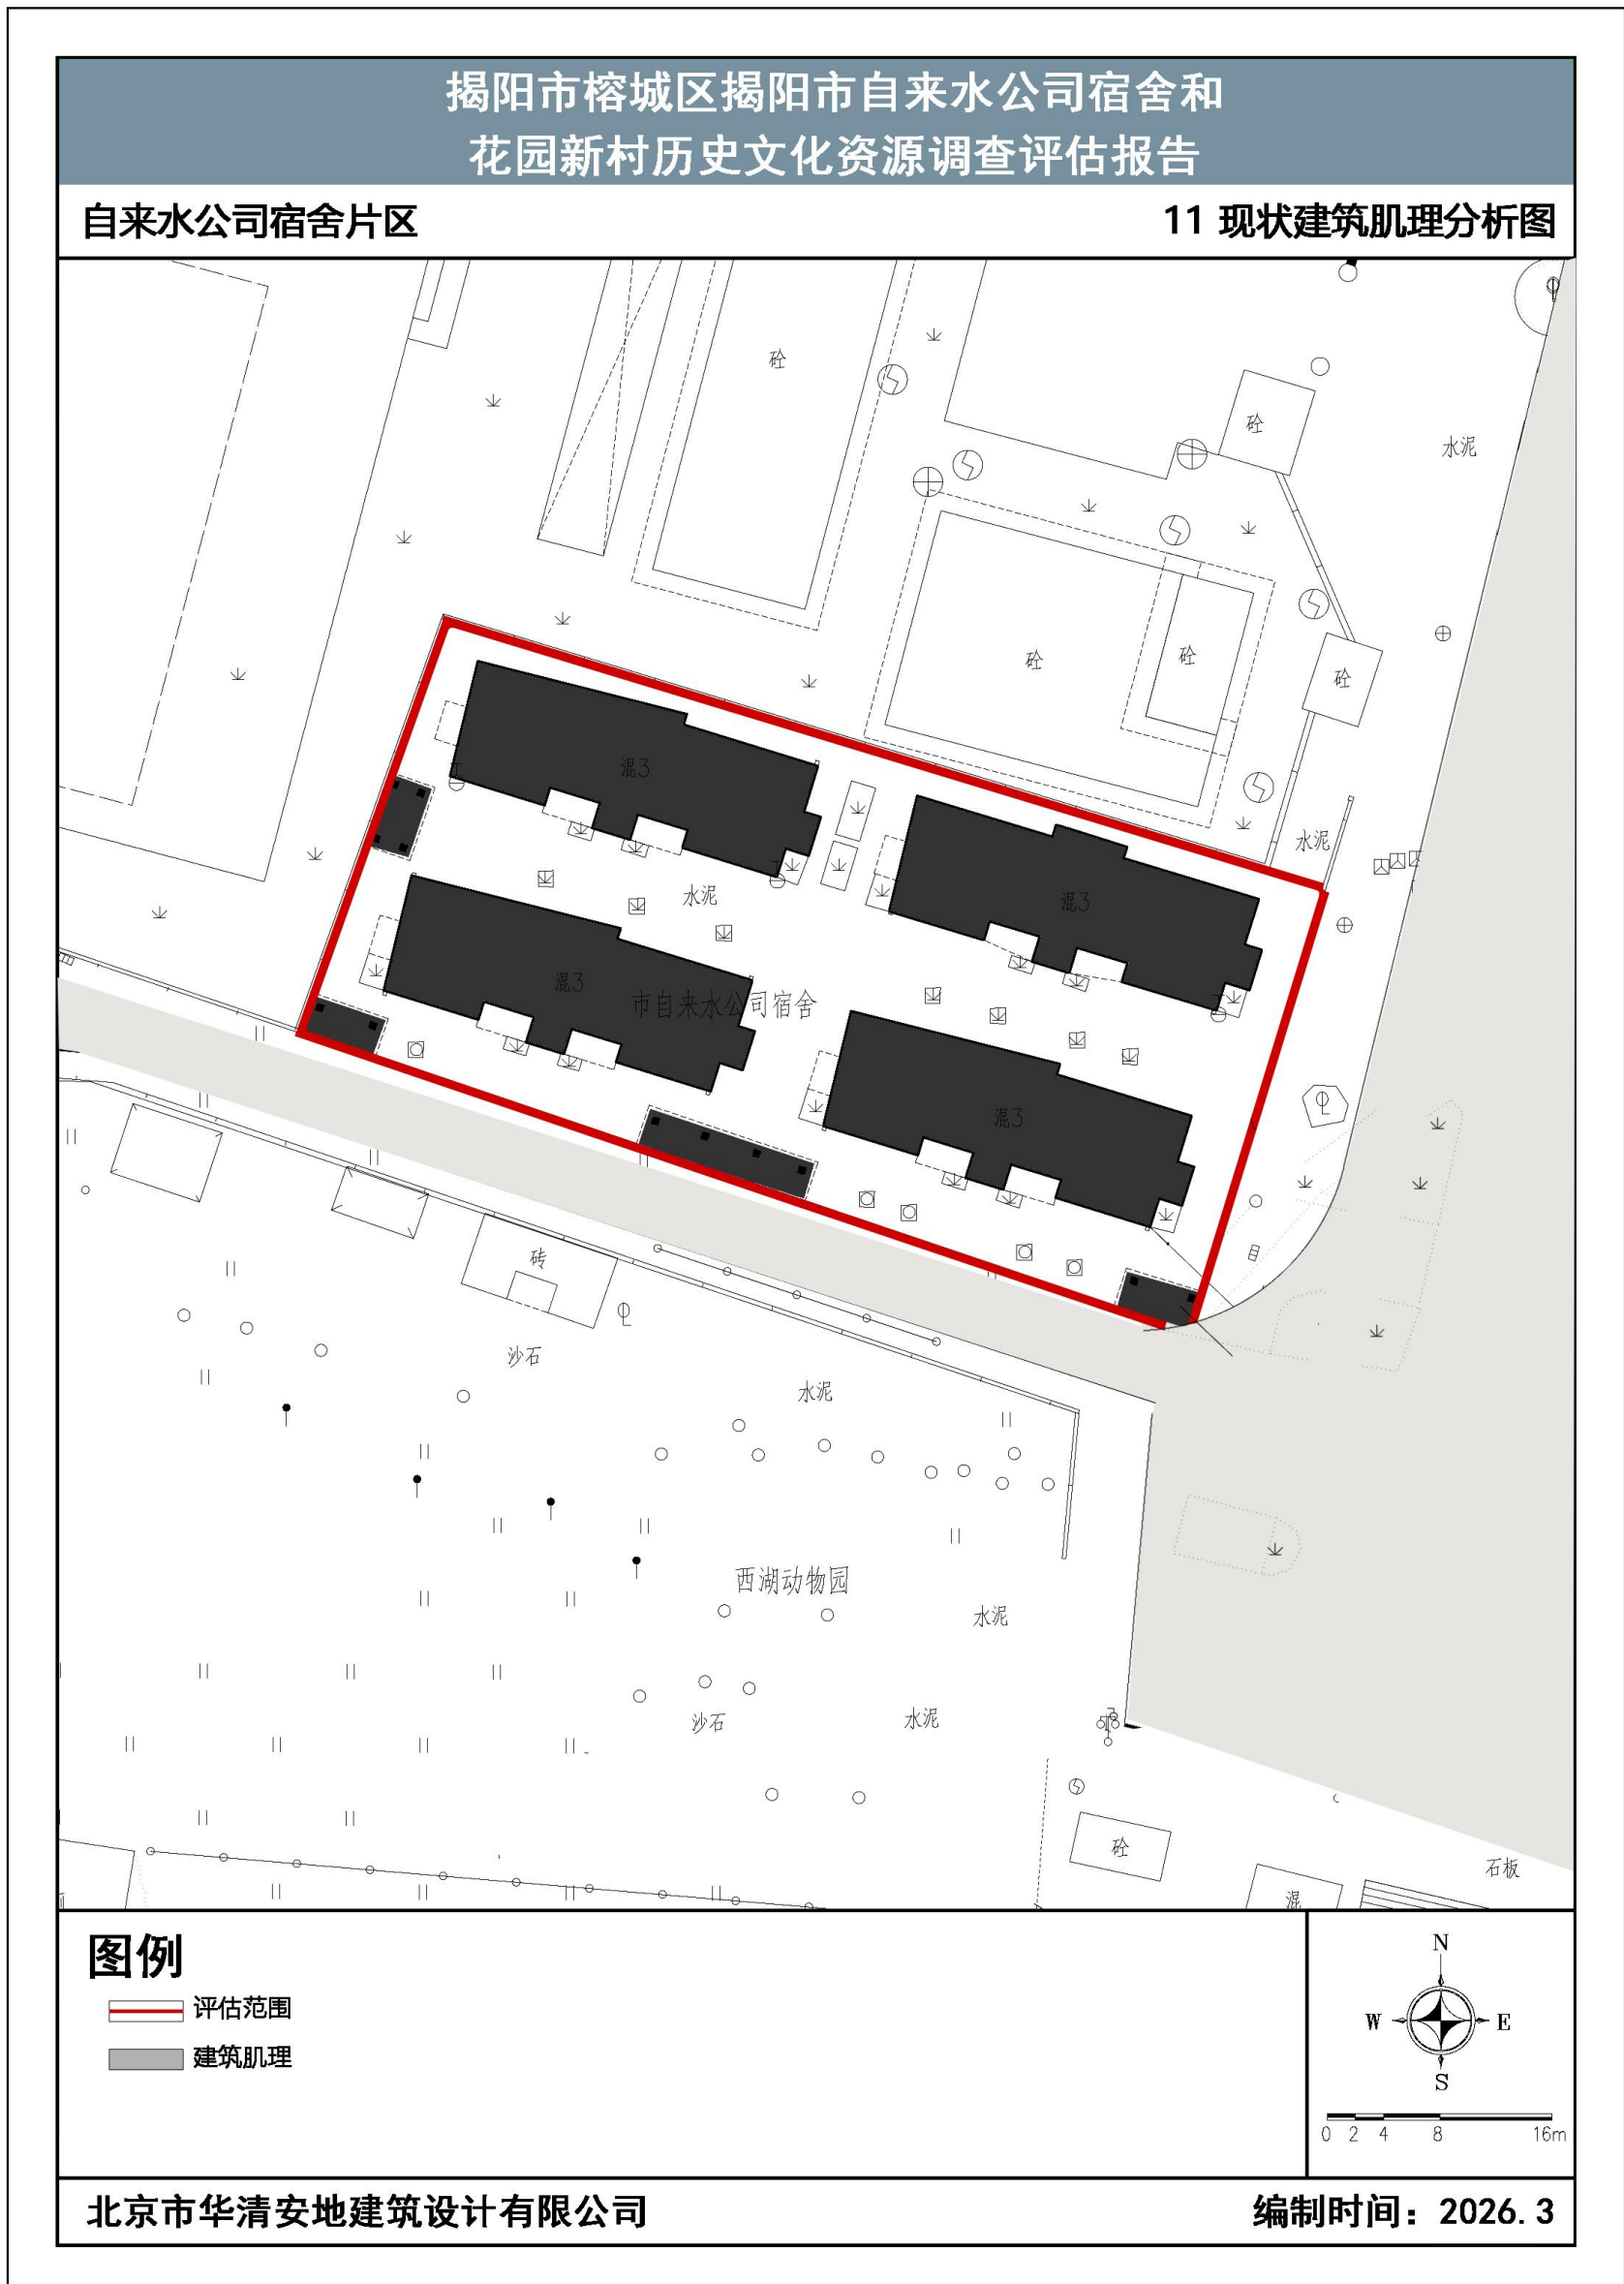 揭阳市榕城区揭阳市自来水公司宿舍和
花园新村历史文化资源调查评估报告
自来水公司宿舍片区
11 现状建筑肌理分析图
砼
砼
水泥
砼
砼
砼
混3
水泥
水泥
混3
混3
市自来水公司宿舍
混3
砖
沙石
水泥
西湖动物园
水泥
沙石
水泥
砼
石板
混
图例
评估范围
建筑肌理
N
W
E
S
0 2 4 8 16m
北京市华清安地建筑设计有限公司
编制时间：2026.3